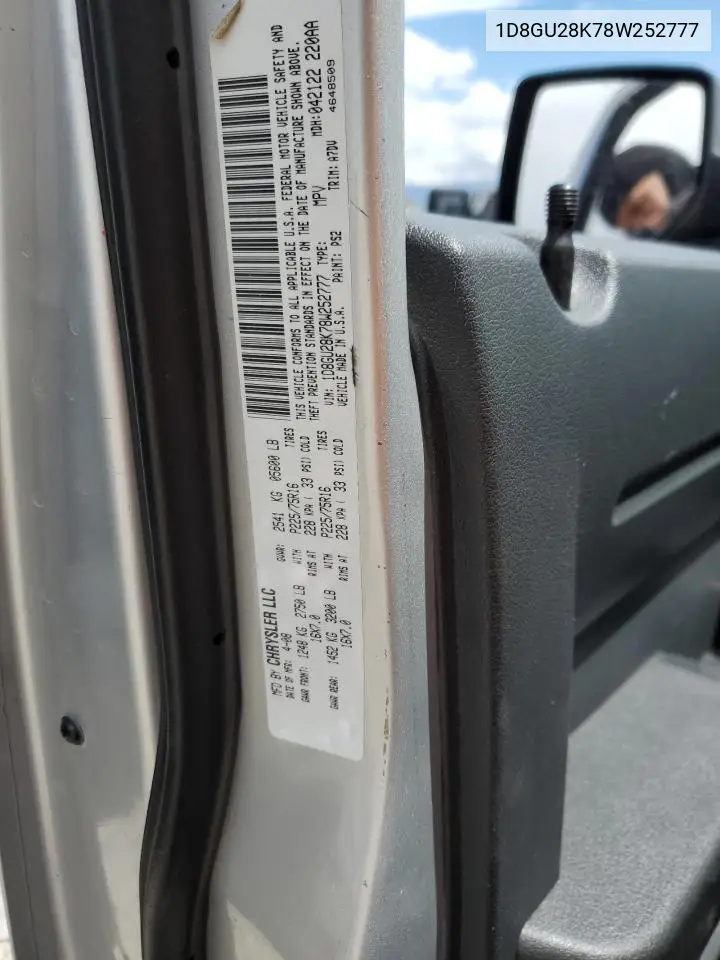 1D8GU28K78W252777
MFD BY CHRYSLER LLC
DATE OF MFR: 4-08
GVWR: 2541 KG 05600 LB
GAWR FRONT: 1248 KG 2750 LB WITH P225/75R16 TIRES
16X7.0 RIMS AT 228 KPA ( 33 PSI) COLD
GAWR REAR: 1452 KG 3200 LB WITH P225/75R16 TIRES
16X7.0 RIMS AT 228 KPA ( 33 PSI) COLD
THIS VEHICLE CONFORMS TO ALL APPLICABLE U.S.A. FEDERAL MOTOR VEHICLE SAFETY AND
THEFT PREVENTION STANDARDS IN EFFECT ON THE DATE OF MANUFACTURE SHOWN ABOVE.
VIN: 1D8GU28K78W252777 TYPE: MPV MDH: 042122 220AA
VEHICLE MADE IN U.S.A. PAINT: PS2 TRIM: A7DV 4648509